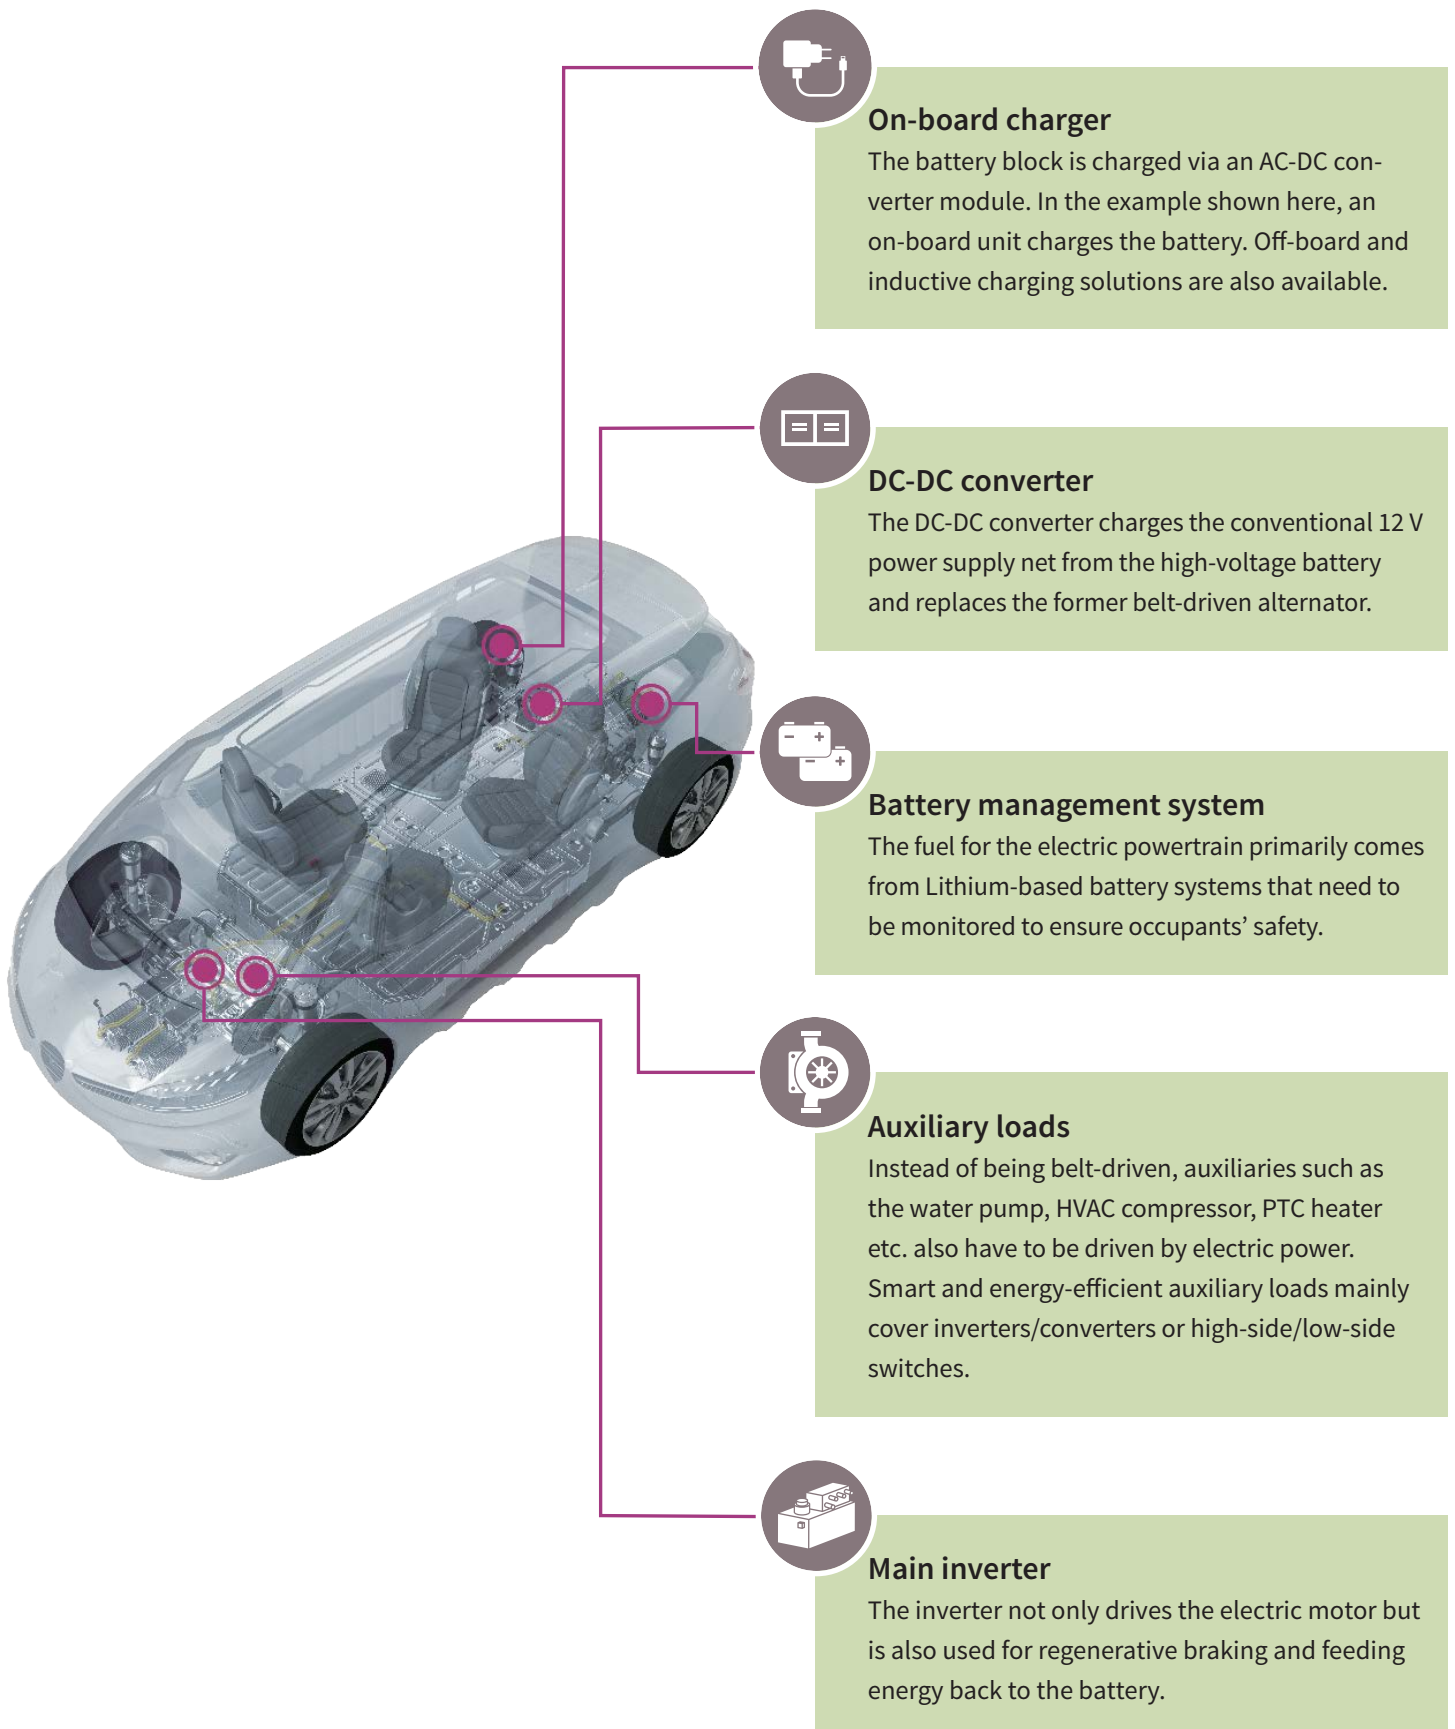 On-board charger
The battery block is charged via an AC-DC con-
verter module. In the example shown here, an
on-board unit charges the battery. Off-board and
inductive charging solutions are also available.
DC-DC converter
The DC-DC converter charges the conventional 12 V
power supply net from the high-voltage battery
and replaces the former belt-driven alternator.
Battery management system
The fuel for the electric powertrain primarily comes
from Lithium-based battery systems that need to
be monitored to ensure occupants’ safety.
Auxiliary loads
Instead of being belt-driven, auxiliaries such as
the water pump, HVAC compressor, PTC heater
etc. also have to be driven by electric power.
Smart and energy-efficient auxiliary loads mainly
cover inverters/converters or high-side/low-side
switches.
Main inverter
The inverter not only drives the electric motor but
is also used for regenerative braking and feeding
energy back to the battery.